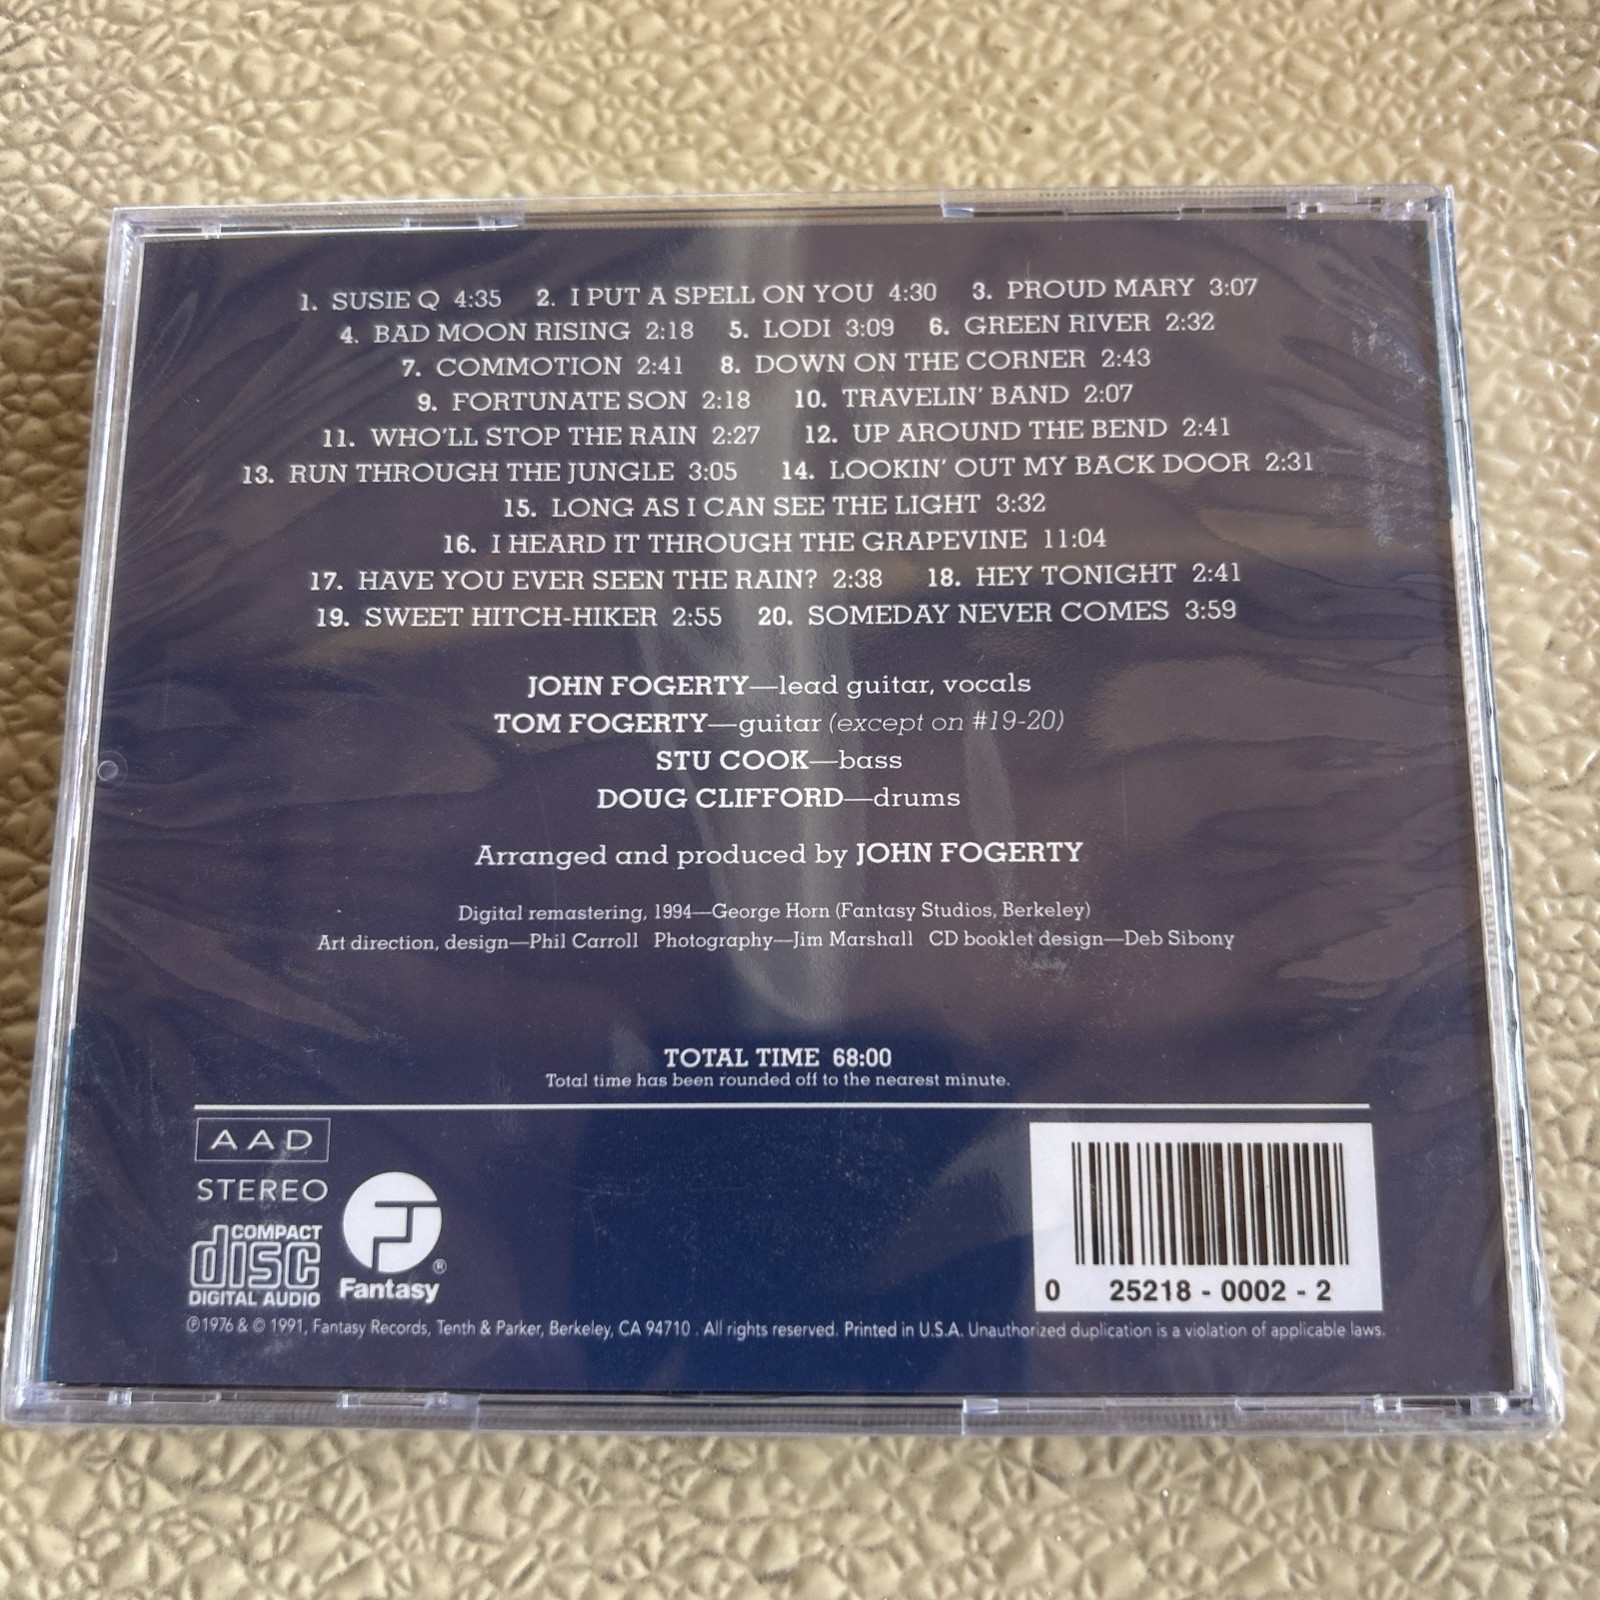 1. SUSIE Q 4:35 2. I PUT A SPELL ON YOU 4:30 3. PROUD MARY 3:07
4. BAD MOON RISING 2:18 5. LODI 3:09 6. GREEN RIVER 2:32
7. COMMOTION 2:41 8. DOWN ON THE CORNER 2:43
9. FORTUNATE SON 2:18 10. TRAVELIN' BAND 2:07
11. WHO'LL STOP THE RAIN 2:27 12. UP AROUND THE BEND 2:41
13. RUN THROUGH THE JUNGLE 3:05 14. LOOKIN' OUT MY BACK DOOR 2:31
15. LONG AS I CAN SEE THE LIGHT 3:32
16. I HEARD IT THROUGH THE GRAPEVINE 11:04
17. HAVE YOU EVER SEEN THE RAIN? 2:38 18. HEY TONIGHT 2:41
19. SWEET HITCH-HIKER 2:55 20. SOMEDAY NEVER COMES 3:59
JOHN FOGERTY—lead guitar, vocals
TOM FOGERTY—guitar (except on #19-20)
STU COOK—bass
DOUG CLIFFORD—drums
Arranged and produced by JOHN FOGERTY
Digital remastering, 1994—George Horn (Fantasy Studios, Berkeley)
Art direction, design—Phil Carroll Photography—Jim Marshall CD booklet design—Deb Sibony
TOTAL TIME 68:00
Total time has been rounded off to the nearest minute.
AAD
STEREO
COMPACT
disc
DIGITAL AUDIO
Fantasy®
0 25218 - 0002 - 2
℗1976 & © 1991, Fantasy Records, Tenth & Parker, Berkeley, CA 94710 . All rights reserved. Printed in U.S.A. Unauthorized duplication is a violation of applicable laws.